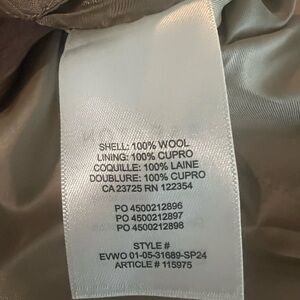 SHELL: 100% WOOL
LINING: 100% CUPRO
COQUILLE: 100% LAINE
DOUBLURE: 100% CUPRO
CA 23725 RN 122354
PO 4500212896
PO 4500212897
PO 4500212898
STYLE #
EVWO 01-05-31689-SP24
ARTICLE # 115975